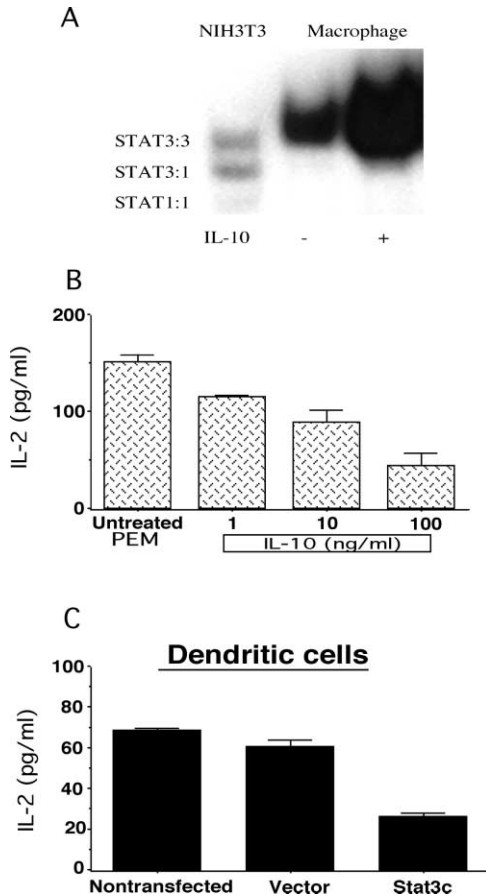 A
NIH3T3 Macrophage
STAT3:3
STAT3:1
STAT1:1
IL-10 - +
B
200
100
0
IL-2 (pg/ml)
Untreated 1 10 100
PEM IL-10 (ng/ml)
C
Dendritic cells
100
80
60
40
20
0
IL-2 (pg/ml)
Nontransfected Vector Stat3c